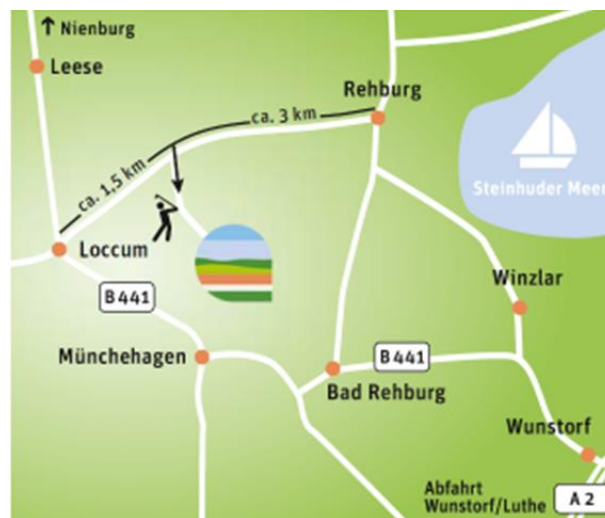 Nienburg
Leese
Rehburg
ca. 3 km
ca. 1,5 km
Steinhuder Meer
Loccum
Winzlar
B 441
Münchehagen
B 441
Bad Rehburg
Wunstorf
Abfahrt
Wunstorf/Luthe
A 2